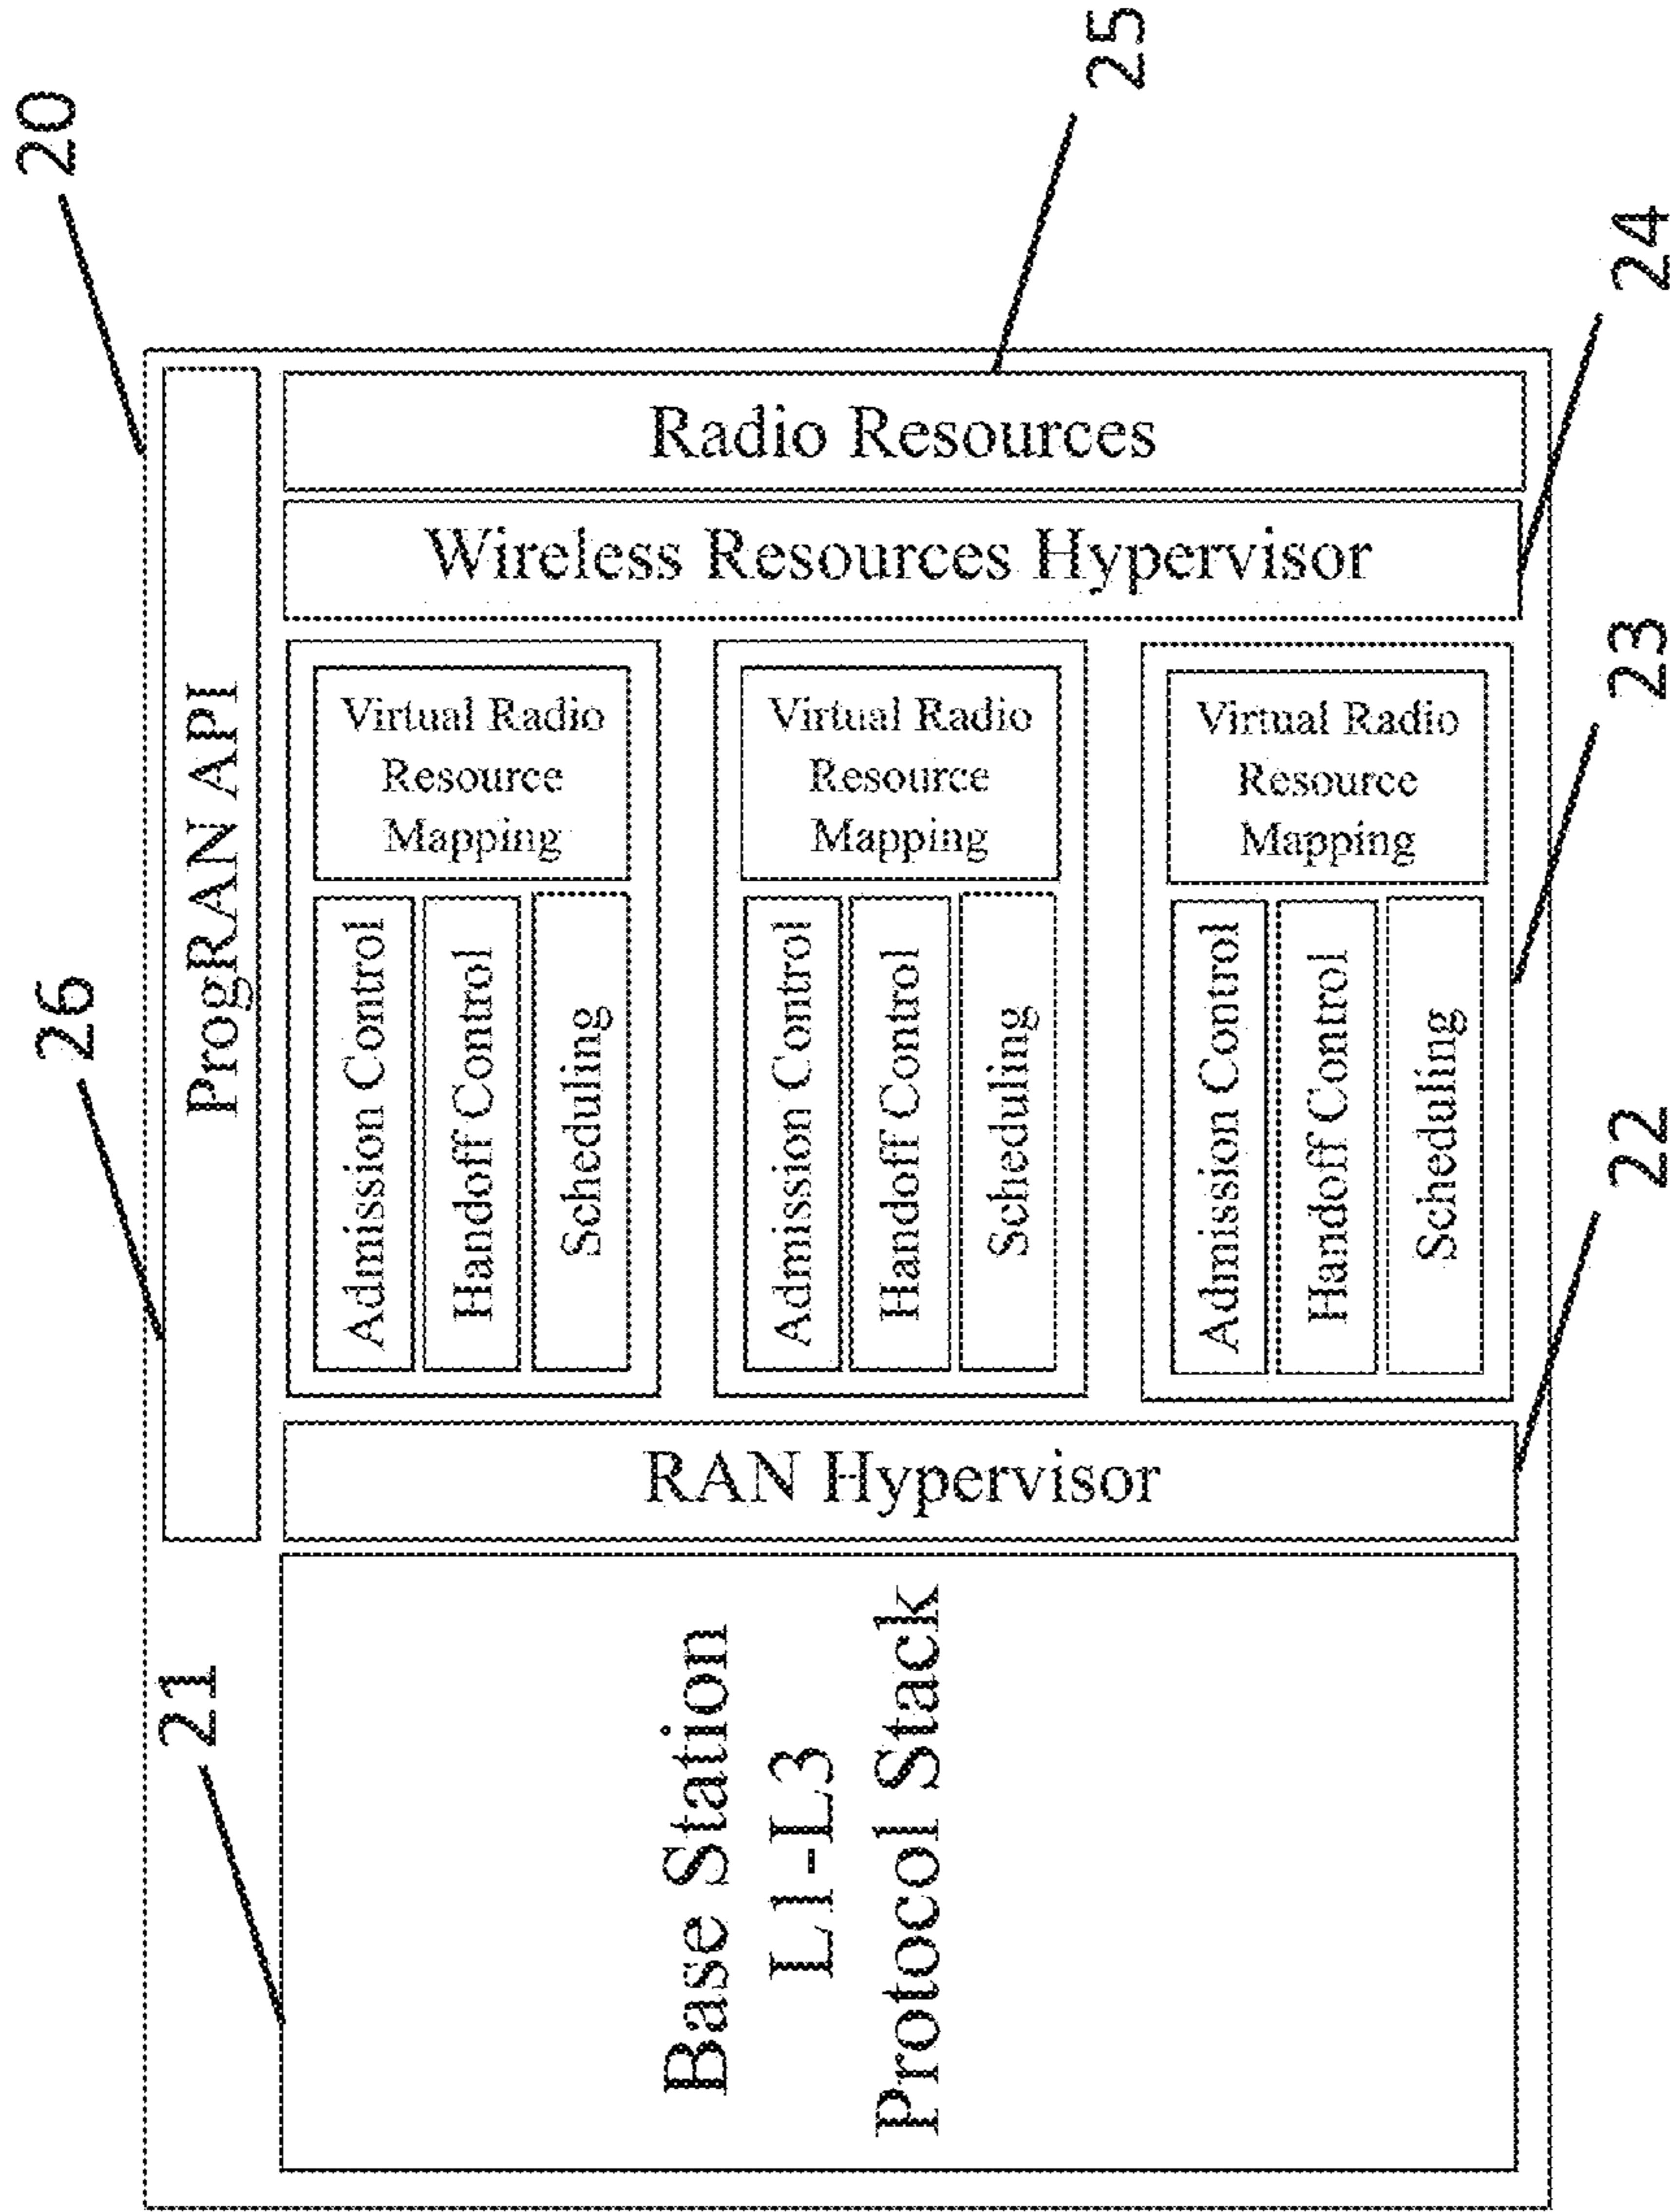 20
26
21
ProgRAN API
Base Station
L1-L3
Protocol Stack
RAN Hypervisor
Admission Control
Handoff Control
Scheduling
Virtual Radio
Resource
Mapping
Admission Control
Handoff Control
Scheduling
Virtual Radio
Resource
Mapping
Admission Control
Handoff Control
Scheduling
Virtual Radio
Resource
Mapping
Wireless Resources Hypervisor
Radio Resources
22
23
24
25